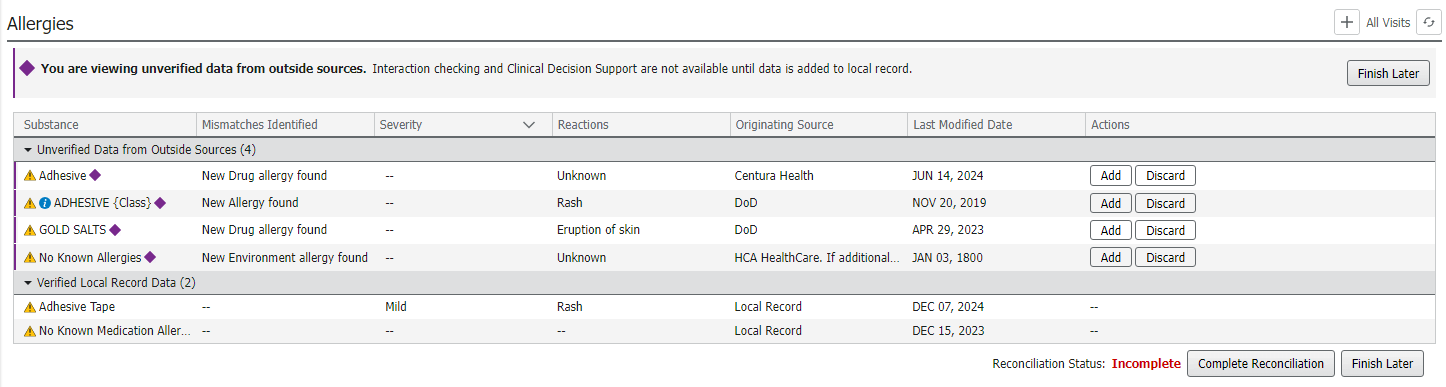 Allergies
All Visits
You are viewing unverified data from outside sources. Interaction checking and Clinical Decision Support are not available until data is added to local record.
Finish Later
Substance Mismatches Identified Severity Reactions Originating Source Last Modified Date Actions
Unverified Data from Outside Sources (4)
Adhesive New Drug allergy found -- Unknown Centura Health JUN 14, 2024 Add Discard
ADHESIVE {Class} New Allergy found -- Rash DoD NOV 20, 2019 Add Discard
GOLD SALTS New Drug allergy found -- Eruption of skin DoD APR 29, 2023 Add Discard
No Known Allergies New Environment allergy found -- Unknown HCA HealthCare. If additional... JAN 03, 1800 Add Discard
Verified Local Record Data (2)
Adhesive Tape -- Mild Rash Local Record DEC 07, 2024 --
No Known Medication Aller... -- -- -- Local Record DEC 15, 2023 --
Reconciliation Status: Incomplete Complete Reconciliation Finish Later